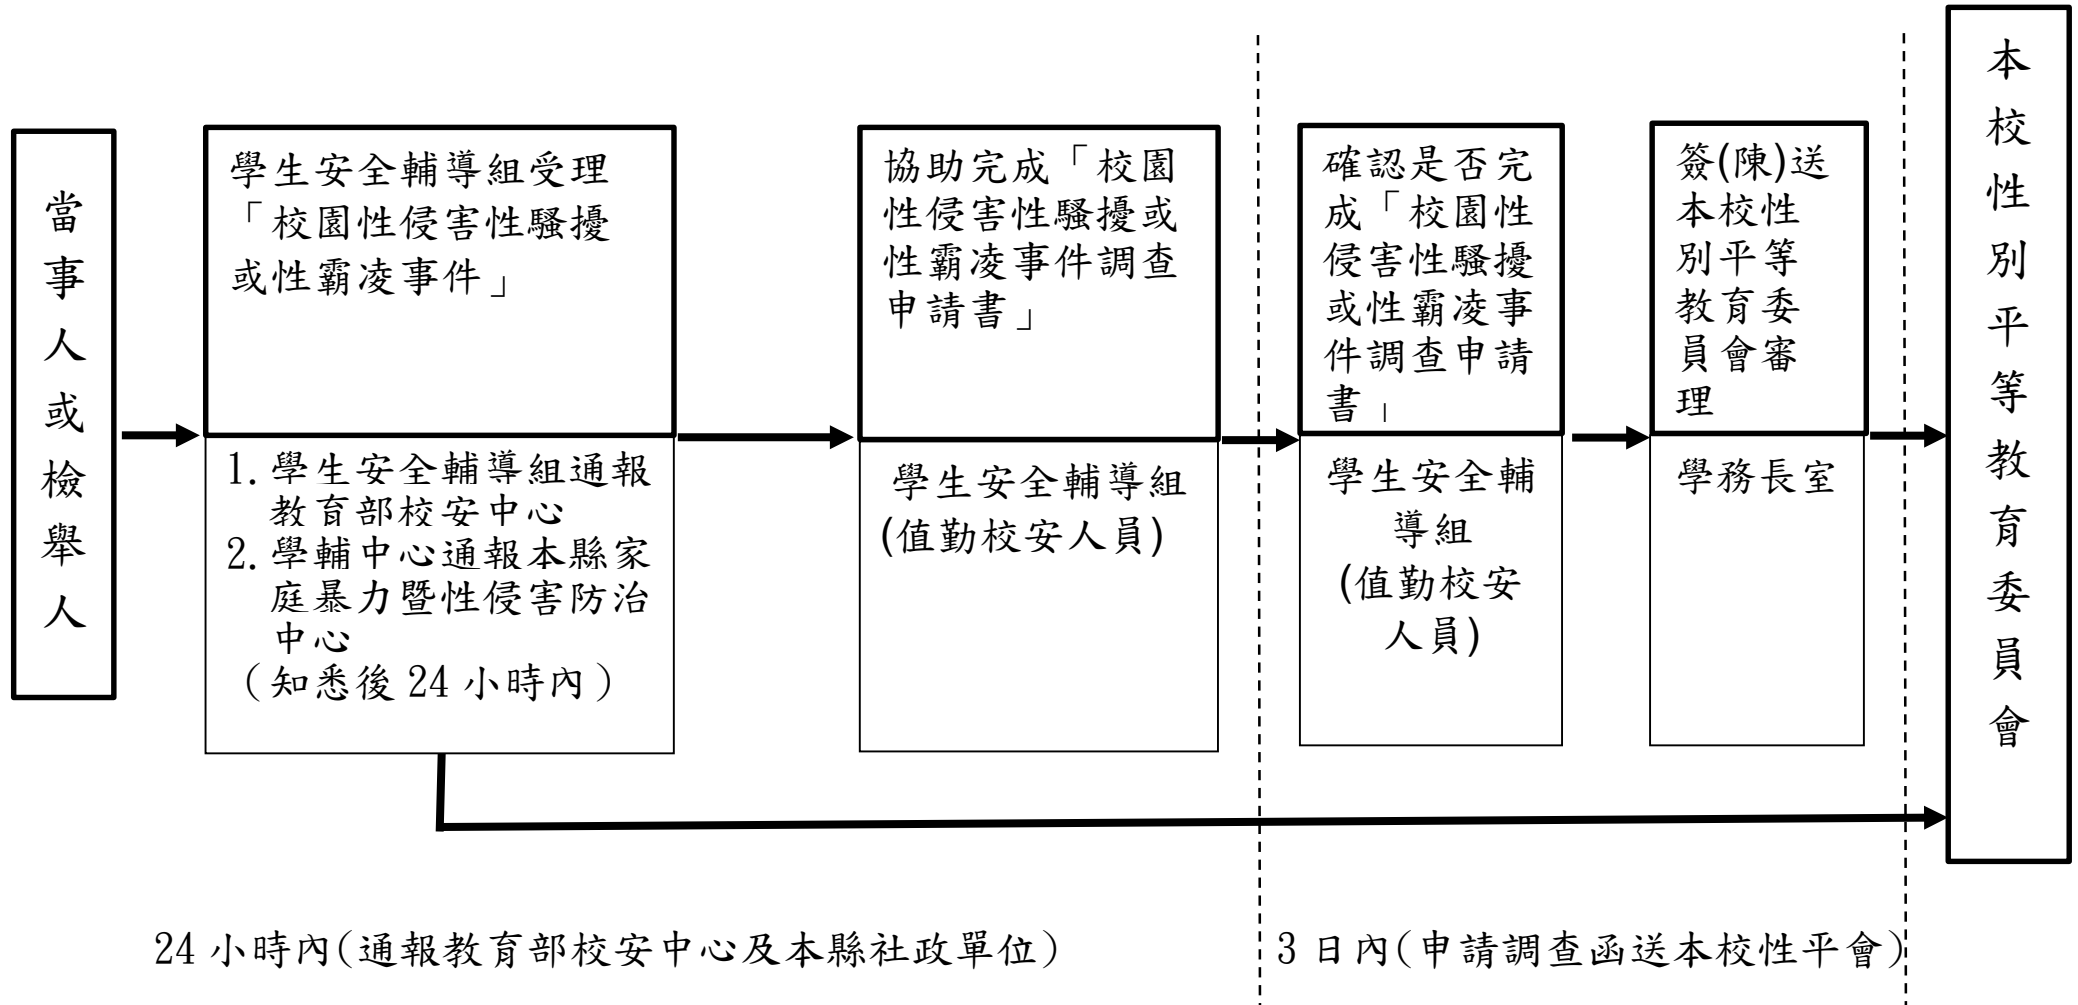 當事人或檢舉人
學生安全輔導組受理
「校園性侵害性騷擾
或性霸凌事件」
1.學生安全輔導組通報
教育部校安中心
2.學輔中心通報本縣家
庭暴力暨性侵害防治
中心
（知悉後24小時內）
協助完成「校園
性侵害性騷擾或
性霸凌事件調查
申請書」
學生安全輔導組
(值勤校安人員)
確認是否完
成「校園性
侵害性騷擾
或性霸凌事
件調查申請
書」
學生安全輔
導組
(值勤校安
人員)
簽(陳)送
本校性
別平等
教育委
員會審
理
學務長室
本校性別平等教育委員會
24小時內(通報教育部校安中心及本縣社政單位)
3日內(申請調查函送本校性平會)